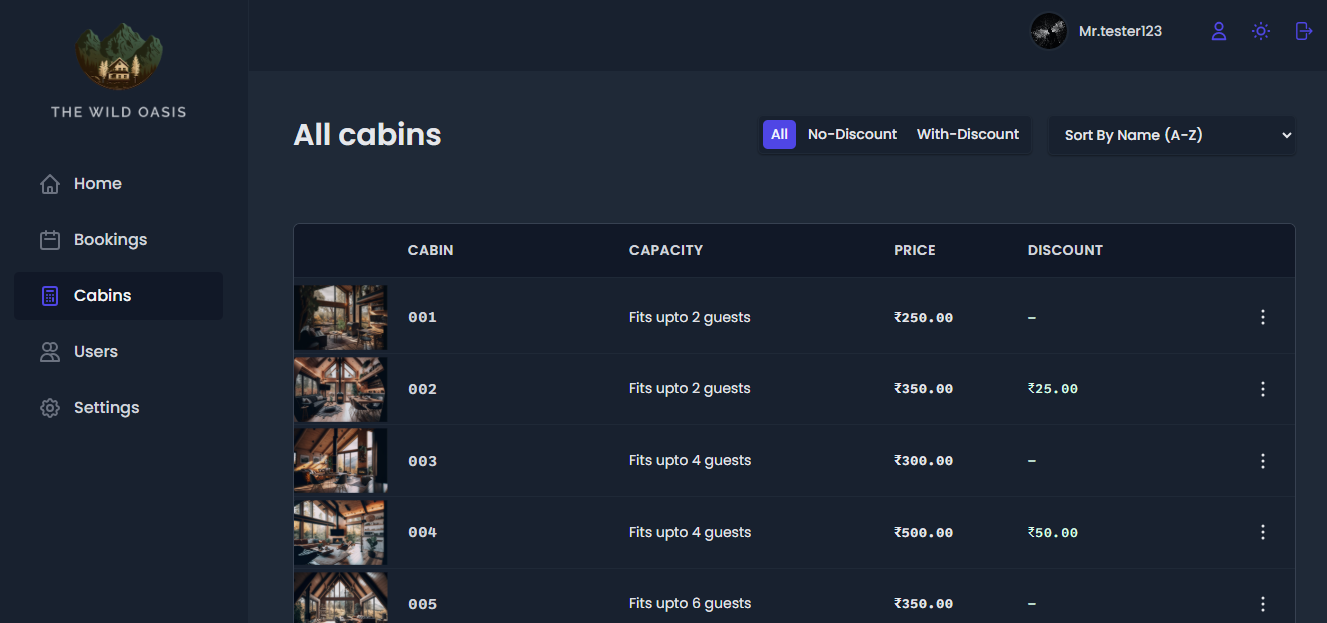 THE WILD OASIS
Home
Bookings
Cabins
Users
Settings
Mr.tester123
All cabins
All No-Discount With-Discount
Sort By Name (A-Z)
CABIN CAPACITY PRICE DISCOUNT
001 Fits upto 2 guests ₹250.00 –
002 Fits upto 2 guests ₹350.00 ₹25.00
003 Fits upto 4 guests ₹300.00 –
004 Fits upto 4 guests ₹500.00 ₹50.00
005 Fits upto 6 guests ₹350.00 –